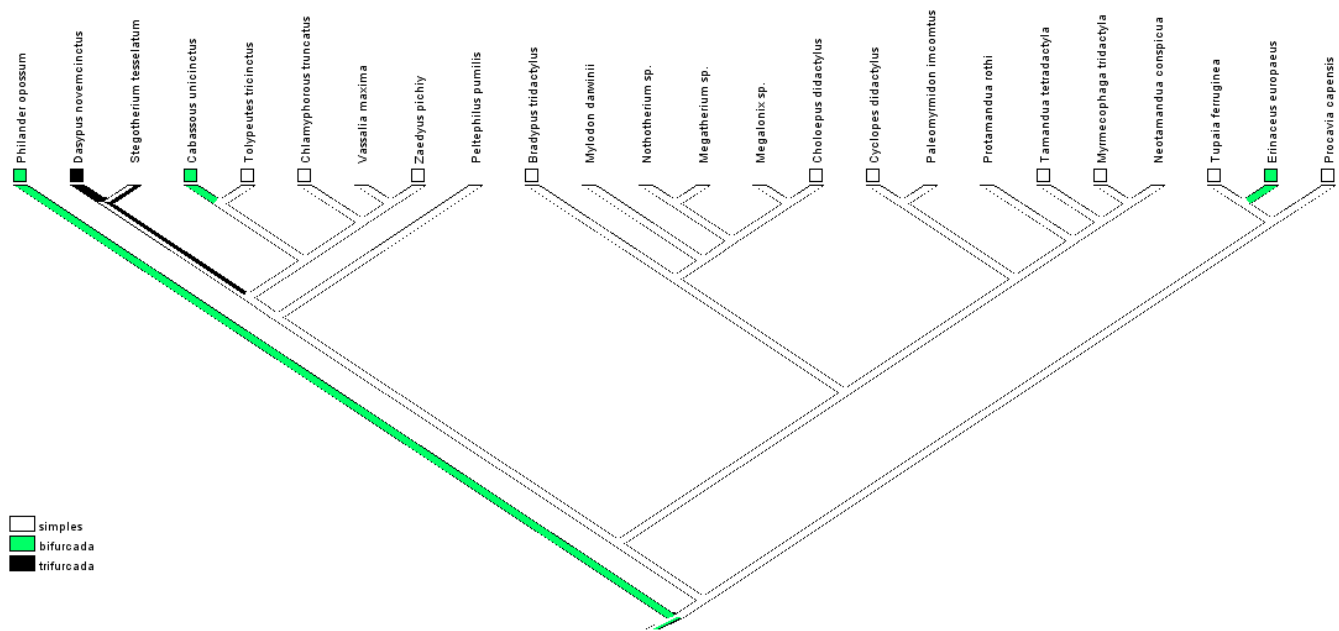 Philander opossum
Dasypus novemcinctus
Stegotherium tesselatum
Cabassous unicinctus
Tolypeutes tricinctus
Chlamyphorous truncatus
Vassalia maxima
Zaedyus pichiy
Peltephilus pumilis
Bradypus tridactylus
Mylodon darwinii
Nothotherium sp.
Megatherium sp.
Megalonix sp.
Choloepus didactylus
Cyclopes didactylus
Paleomyrmidon imcomtus
Protamandua rothi
Tamandua tetradactyla
Myrmecophaga tridactyla
Neotamandua conspicua
Tupaia ferruginea
Erinaceus europaeus
Procavia capensis
simples
bifurcada
trifurcada